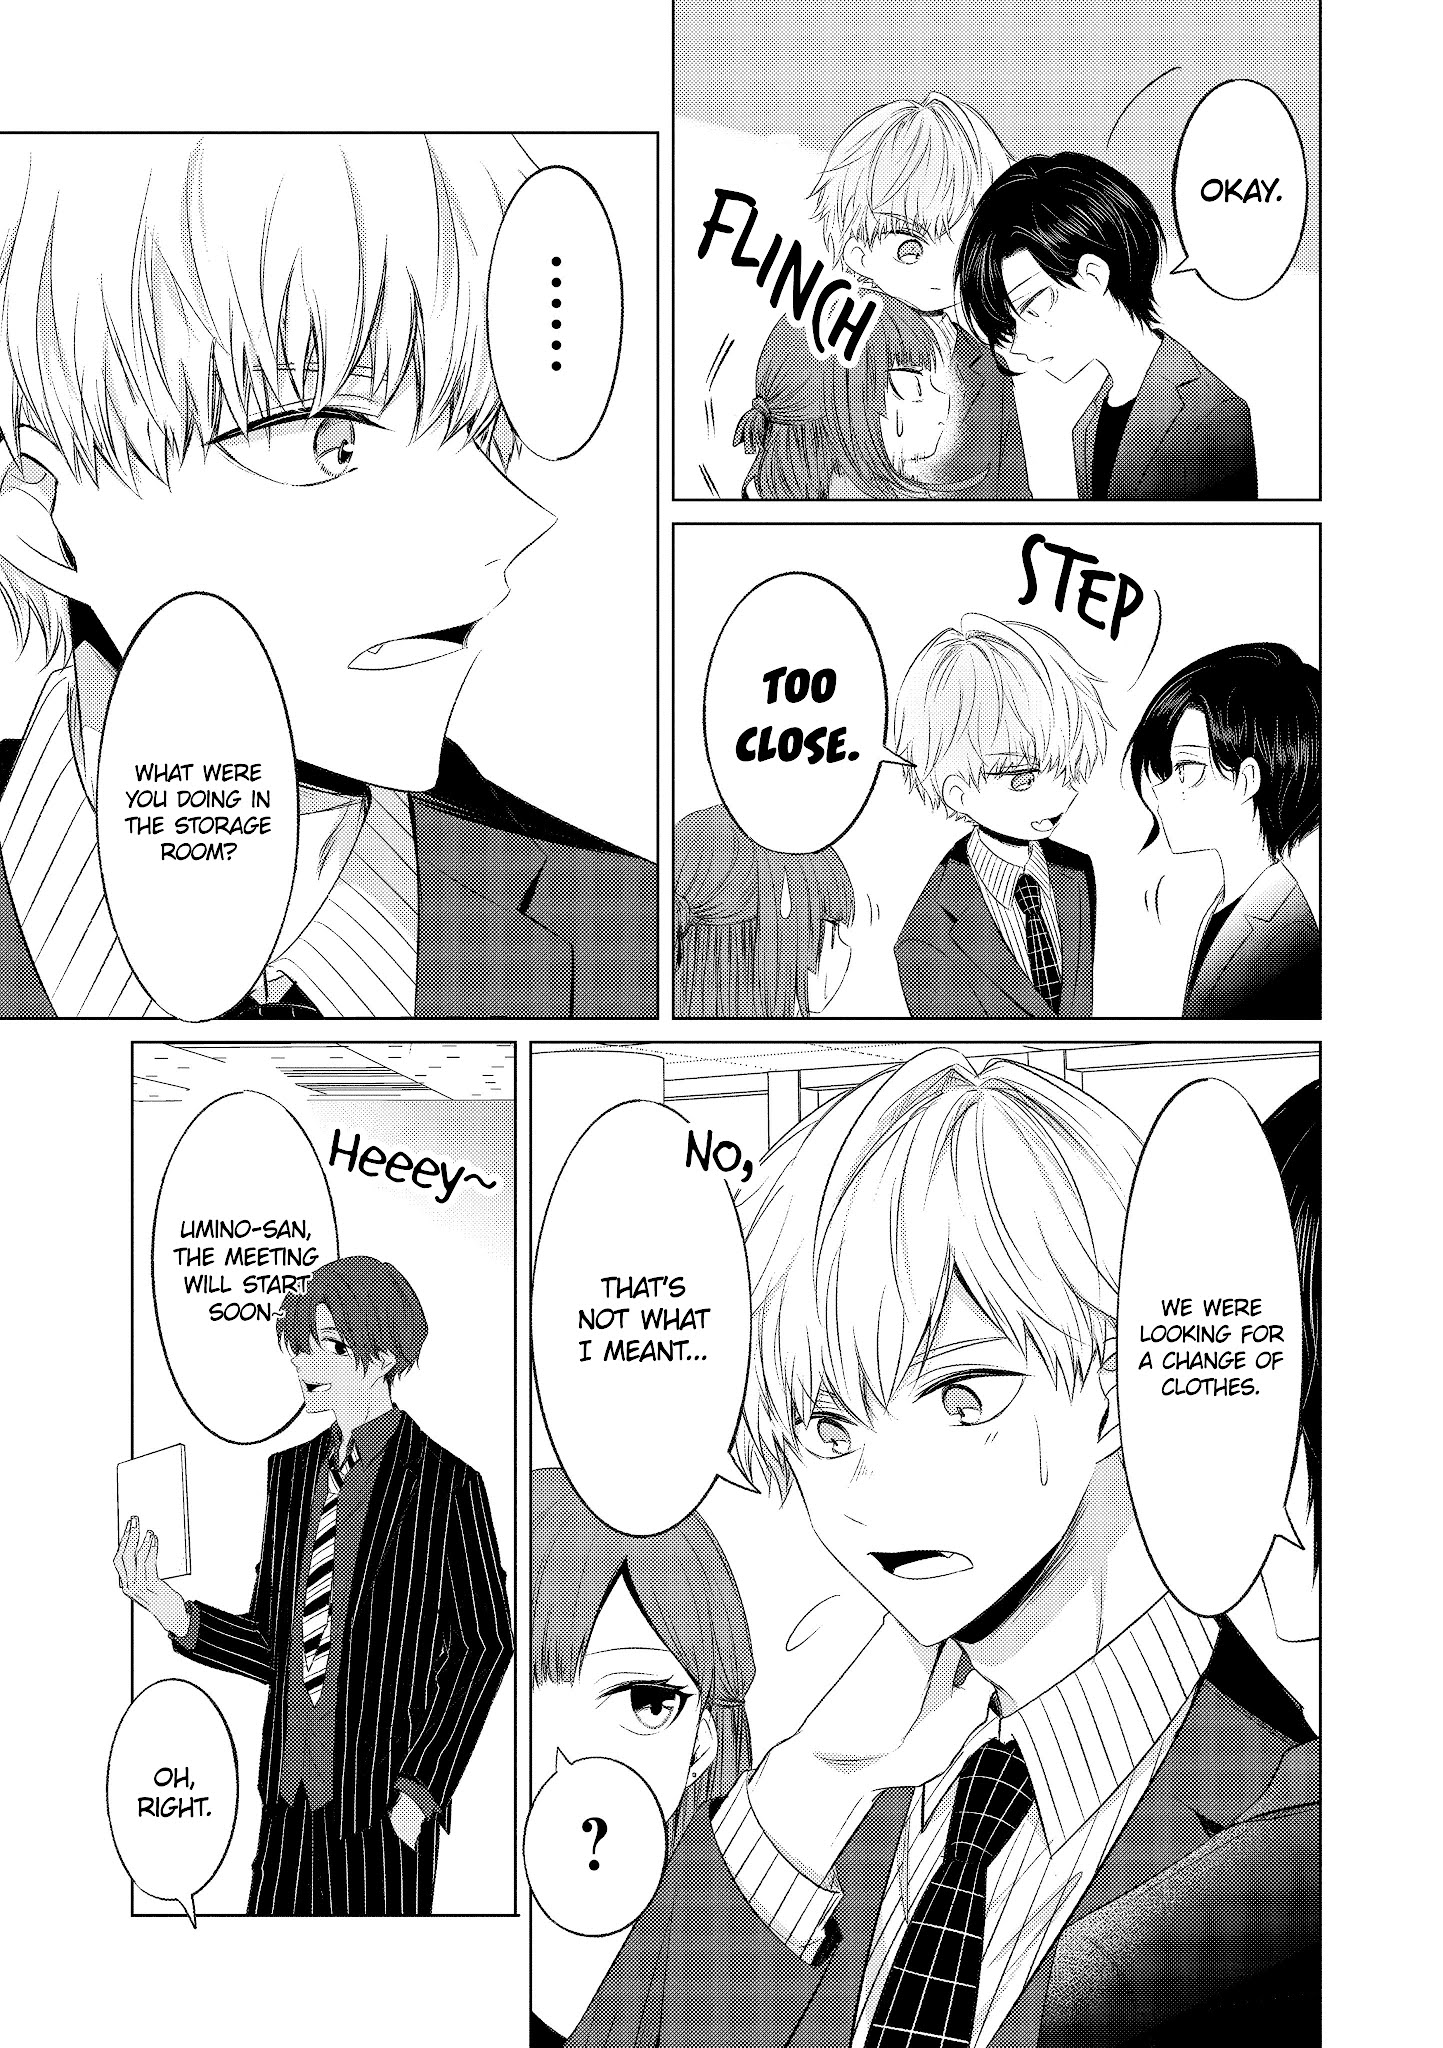 OKAY.
FLINCH
STEP
TOO
CLOSE.
......
WHAT WERE
YOU DOING IN
THE STORAGE
ROOM?
WE WERE
LOOKING FOR
A CHANGE OF
CLOTHES.
NO,
THAT'S
NOT WHAT
I MEANT...
?
Heeey~
UMINO-SAN,
THE MEETING
WILL START
SOON~
OH,
RIGHT.